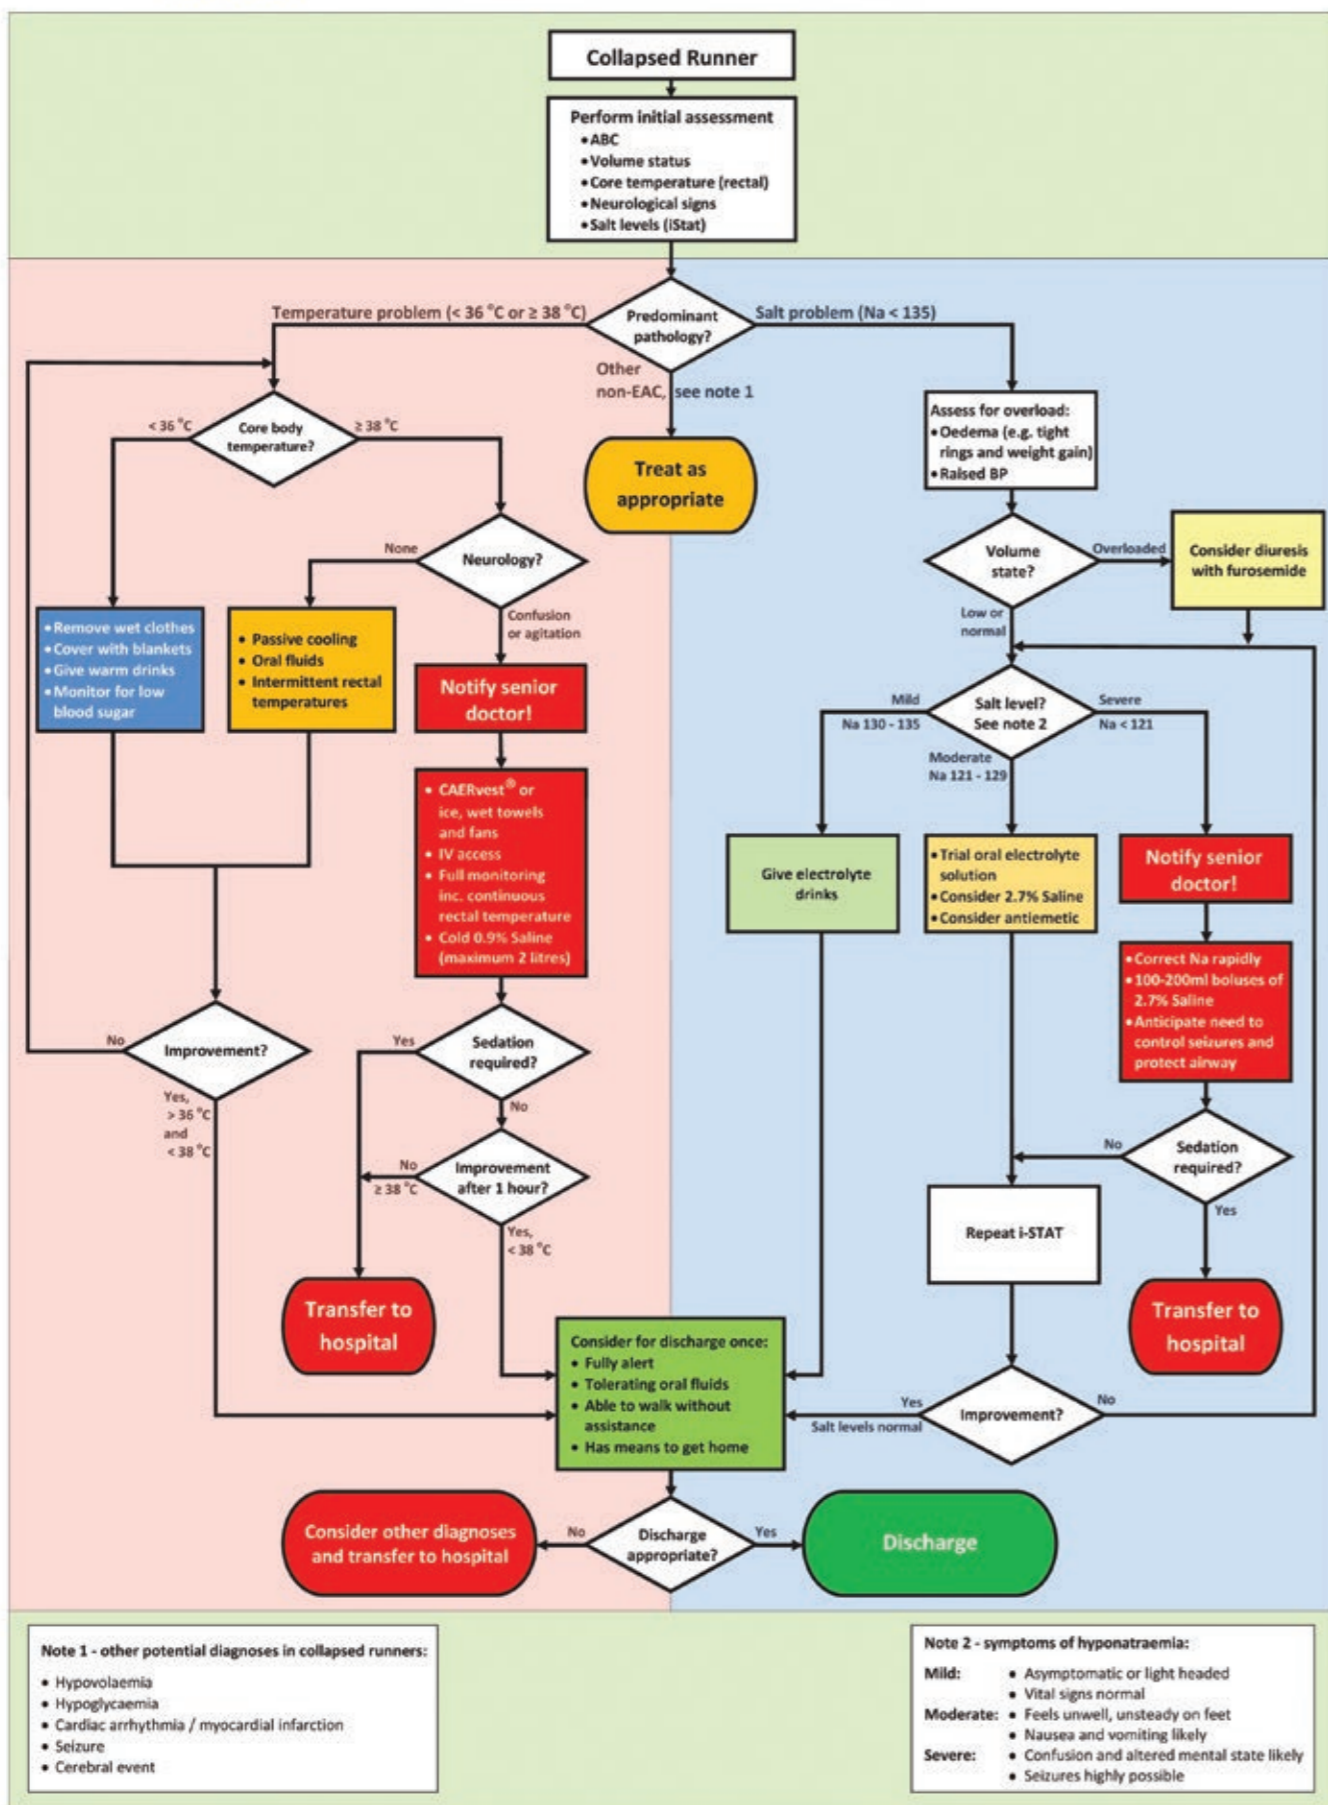 Collapsed Runner
Perform initial assessment
•ABC
•Volume status
•Core temperature (rectal)
•Neurological signs
•Salt levels (iStat)
Temperature problem (< 36 °C or ≥ 38 °C)
Predominant
pathology?
Salt problem (Na < 135)
Other
non-EAC, see note 1
Treat as
appropriate
< 36 °C
Core body
temperature?
≥ 38 °C
Assess for overload:
•Oedema (e.g. tight
rings and weight gain)
•Raised BP
None
Neurology?
Confusion
or agitation
Volume
state?
Overloaded
Consider diuresis
with furosemide
Low or
normal
•Remove wet clothes
•Cover with blankets
•Give warm drinks
•Monitor for low
blood sugar
• Passive cooling
• Oral fluids
• Intermittent rectal
temperatures
Notify senior
doctor!
Mild
Na 130 - 135
Salt level?
See note 2
Severe
Na < 121
Moderate
Na 121 - 129
• CAERvest® or
ice, wet towels
and fans
• IV access
• Full monitoring
inc. continuous
rectal temperature
• Cold 0.9% Saline
(maximum 2 litres)
Give electrolyte
drinks
•Trial oral electrolyte
solution
•Consider 2.7% Saline
•Consider antiemetic
Notify senior
doctor!
•Correct Na rapidly
•100-200ml boluses of
2.7% Saline
•Anticipate need to
control seizures and
protect airway
No
Improvement?
Yes,
> 36 °C
and
< 38 °C
Yes
Sedation
required?
No
No
≥ 38 °C
Improvement
after 1 hour?
Yes,
< 38 °C
No
Sedation
required?
Yes
Repeat i-STAT
Transfer to
hospital
Transfer to
hospital
Consider for discharge once:
• Fully alert
• Tolerating oral fluids
• Able to walk without
assistance
• Has means to get home
Yes
Salt levels normal
Improvement?
No
Consider other diagnoses
and transfer to hospital
No
Discharge
appropriate?
Yes
Discharge
Note 1 - other potential diagnoses in collapsed runners:
• Hypovolaemia
• Hypoglycaemia
• Cardiac arrhythmia / myocardial infarction
• Seizure
• Cerebral event
Note 2 - symptoms of hyponatraemia:
Mild: • Asymptomatic or light headed
• Vital signs normal
Moderate: • Feels unwell, unsteady on feet
• Nausea and vomiting likely
Severe: • Confusion and altered mental state likely
• Seizures highly possible